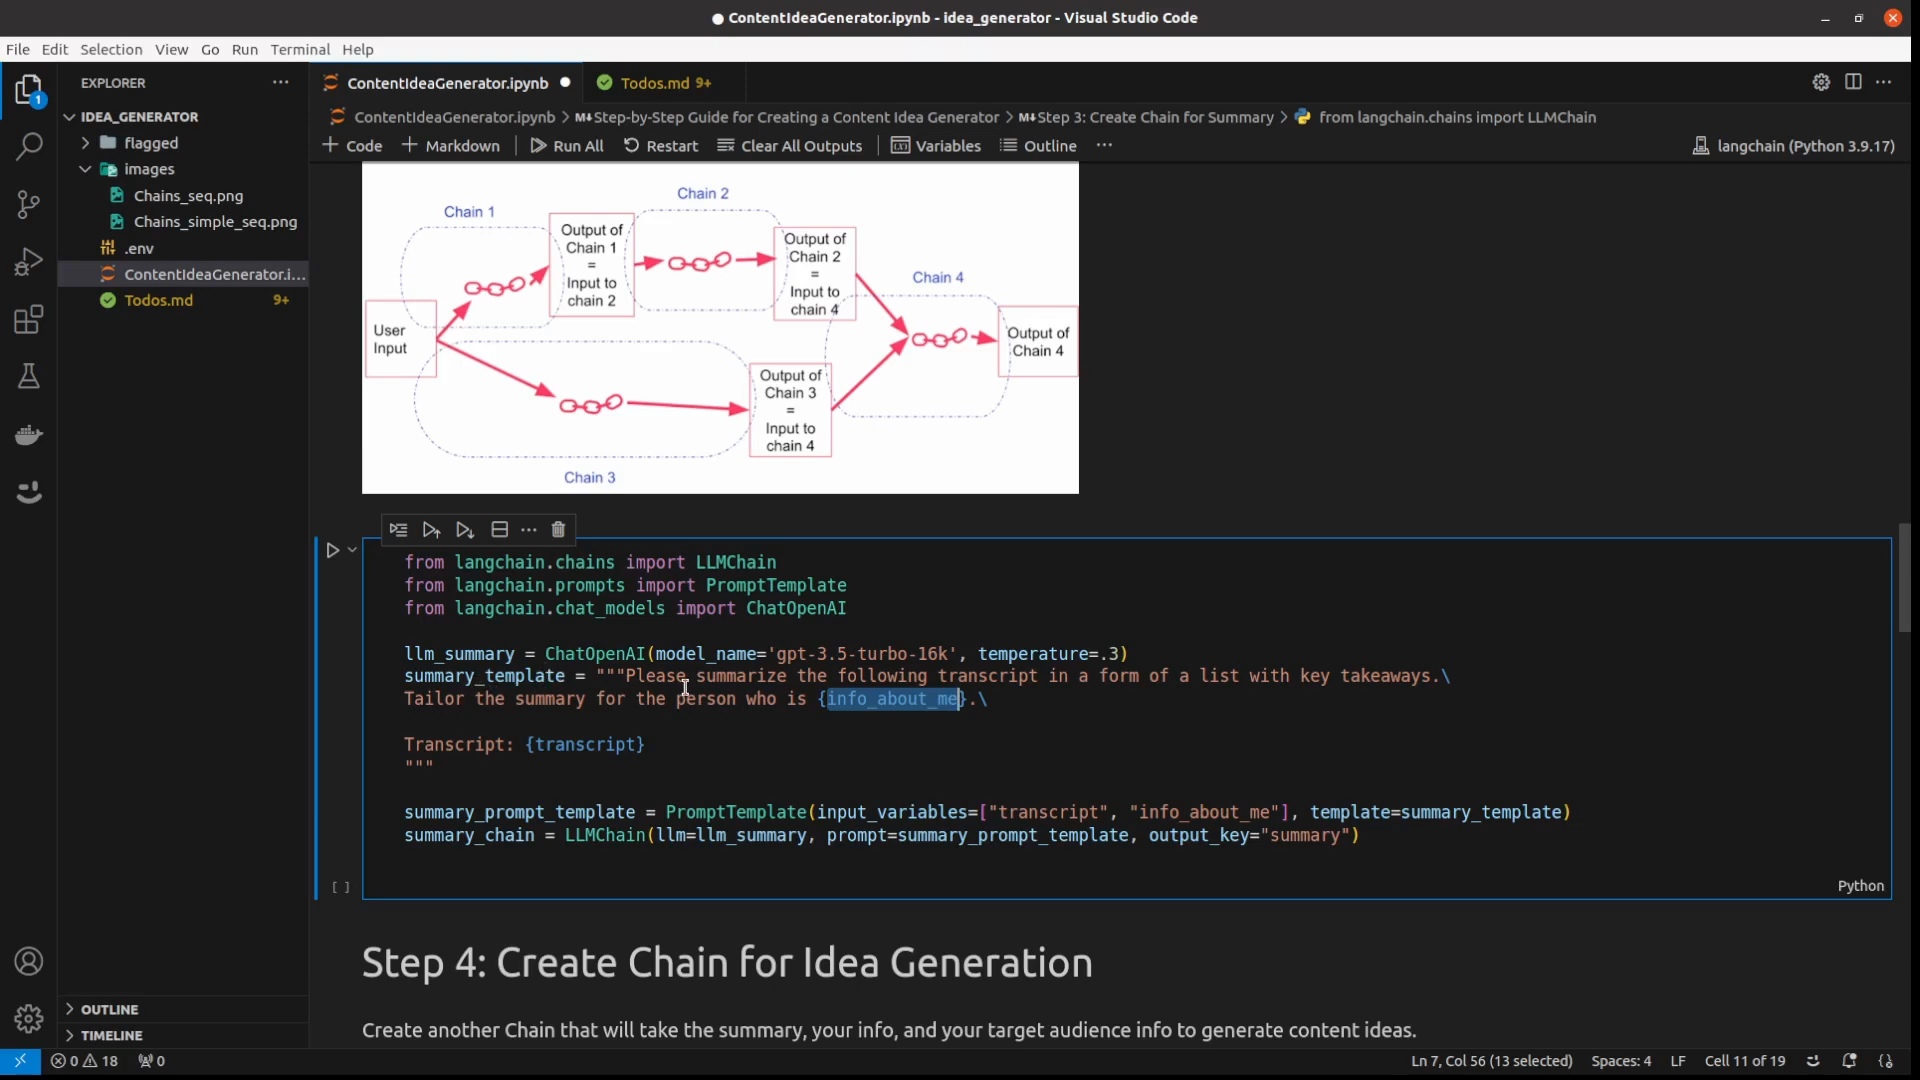 ● ContentIdeaGenerator.ipynb - idea_generator - Visual Studio Code
File Edit Selection View Go Run Terminal Help
EXPLORER
IDEA_GENERATOR
flagged
images
Chains_seq.png
Chains_simple_seq.png
.env
ContentIdeaGenerator.i...
Todos.md 9+
OUTLINE
TIMELINE
1
ContentIdeaGenerator.ipynb ●
Todos.md 9+
ContentIdeaGenerator.ipynb > M↓Step-by-Step Guide for Creating a Content Idea Generator > M↓Step 3: Create Chain for Summary > from langchain.chains import LLMChain
+ Code + Markdown Run All Restart Clear All Outputs Variables Outline ...
langchain (Python 3.9.17)
Chain 1
Chain 2
Chain 4
Chain 3
User
Input
Output of
Chain 1
=
Input to
chain 2
Output of
Chain 2
=
Input to
chain 4
Output of
Chain 3
=
Input to
chain 4
Output of
Chain 4
from langchain.chains import LLMChain
from langchain.prompts import PromptTemplate
from langchain.chat_models import ChatOpenAI
llm_summary = ChatOpenAI(model_name='gpt-3.5-turbo-16k', temperature=.3)
summary_template = """Please summarize the following transcript in a form of a list with key takeaways.\
Tailor the summary for the person who is {info_about_me}.\
Transcript: {transcript}
"""
summary_prompt_template = PromptTemplate(input_variables=["transcript", "info_about_me"], template=summary_template)
summary_chain = LLMChain(llm=llm_summary, prompt=summary_prompt_template, output_key="summary")
[ ]
Python
Step 4: Create Chain for Idea Generation
Create another Chain that will take the summary, your info, and your target audience info to generate content ideas.
0 18 0
Ln 7, Col 56 (13 selected) Spaces: 4 LF Cell 11 of 19